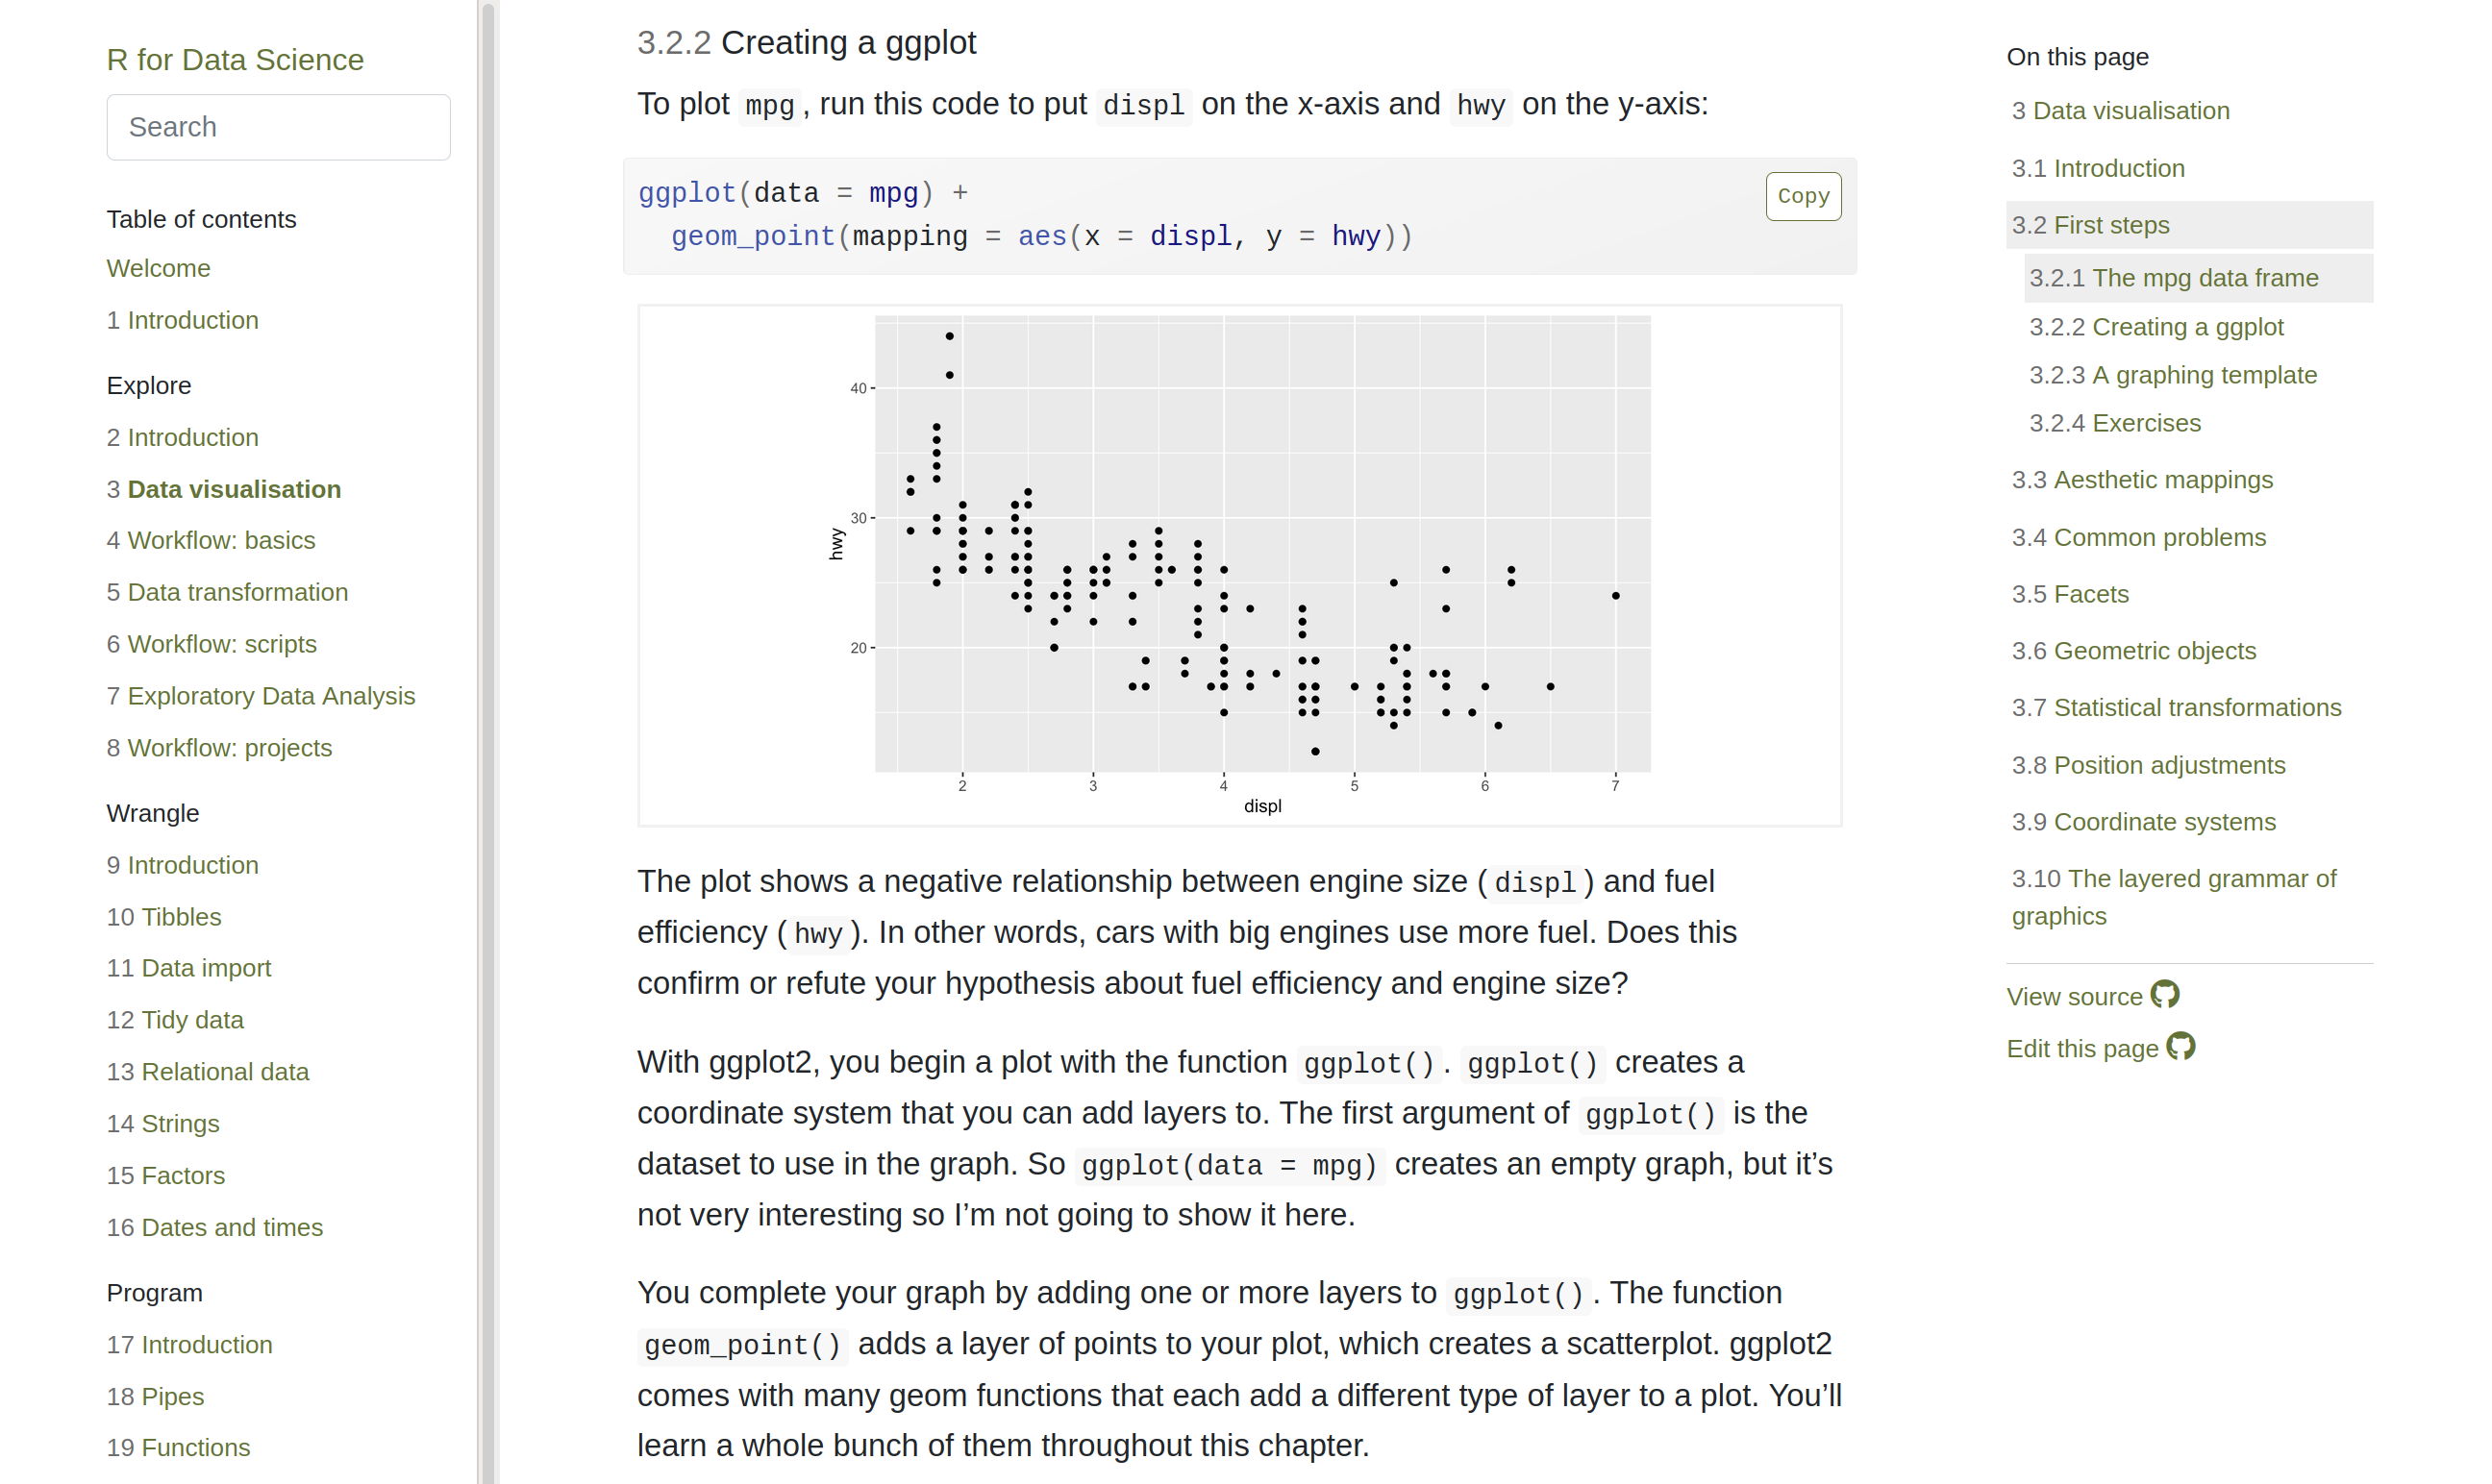 R for Data Science
Search
Table of contents
Welcome
1 Introduction
Explore
2 Introduction
3 Data visualisation
4 Workflow: basics
5 Data transformation
6 Workflow: scripts
7 Exploratory Data Analysis
8 Workflow: projects
Wrangle
9 Introduction
10 Tibbles
11 Data import
12 Tidy data
13 Relational data
14 Strings
15 Factors
16 Dates and times
Program
17 Introduction
18 Pipes
19 Functions
3.2.2 Creating a ggplot
To plot mpg, run this code to put displ on the x-axis and hwy on the y-axis:
ggplot(data = mpg) +
  geom_point(mapping = aes(x = displ, y = hwy))
Copy
40
30
20
hwy
2 3 4 5 6 7
displ
The plot shows a negative relationship between engine size (displ) and fuel
efficiency (hwy). In other words, cars with big engines use more fuel. Does this
confirm or refute your hypothesis about fuel efficiency and engine size?
With ggplot2, you begin a plot with the function ggplot(). ggplot() creates a
coordinate system that you can add layers to. The first argument of ggplot() is the
dataset to use in the graph. So ggplot(data = mpg) creates an empty graph, but it’s
not very interesting so I’m not going to show it here.
You complete your graph by adding one or more layers to ggplot(). The function
geom_point() adds a layer of points to your plot, which creates a scatterplot. ggplot2
comes with many geom functions that each add a different type of layer to a plot. You’ll
learn a whole bunch of them throughout this chapter.
On this page
3 Data visualisation
3.1 Introduction
3.2 First steps
3.2.1 The mpg data frame
3.2.2 Creating a ggplot
3.2.3 A graphing template
3.2.4 Exercises
3.3 Aesthetic mappings
3.4 Common problems
3.5 Facets
3.6 Geometric objects
3.7 Statistical transformations
3.8 Position adjustments
3.9 Coordinate systems
3.10 The layered grammar of
graphics
View source
Edit this page